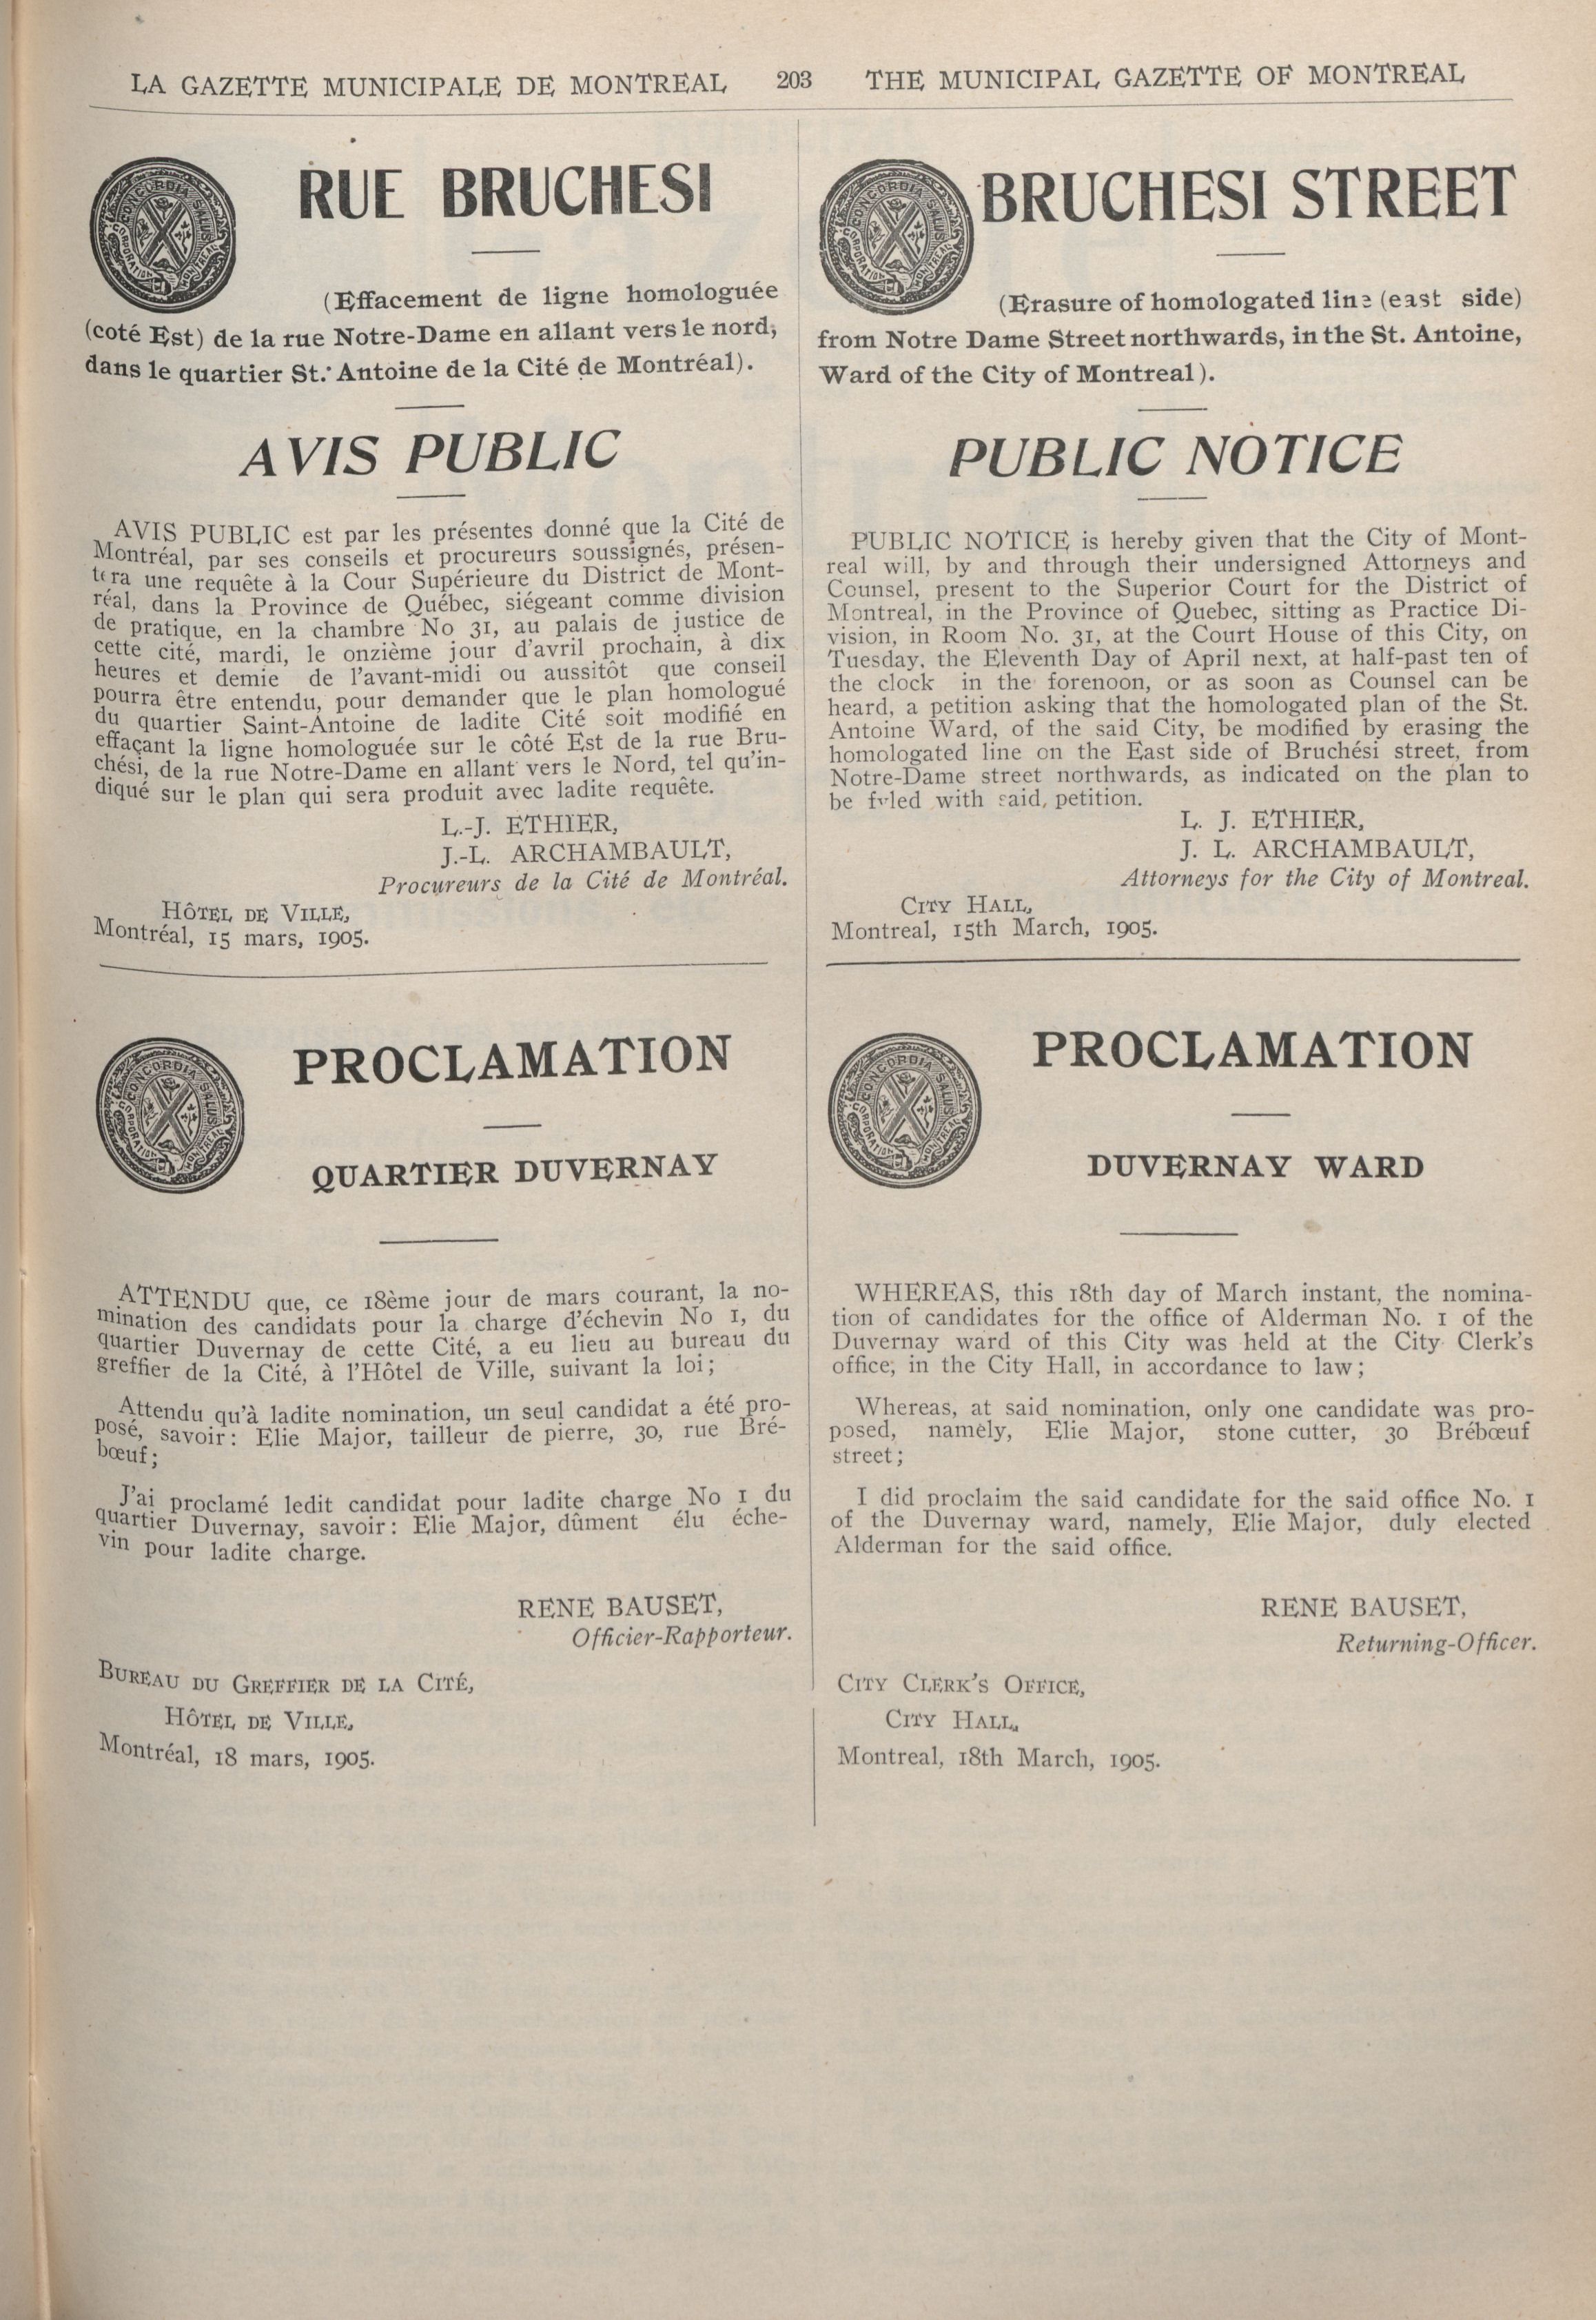 LA GAZETTE MUNICIPALE DE MONTREAL 203 THE MUNICIPAL GAZETTE OF MONTREAL
RUE BRUCHESI
(Effacement de ligne homologuée
(coté Est) de la rue Notre-Dame en allant vers le nord,
dans le quartier St. Antoine de la Cité de Montréal).
AVIS PUBLIC
AVIS PUBLIC est par les présentes donné que la Cité de
Montréal, par ses conseils et procureurs soussignés, présen-
tera une requête à la Cour Supérieure du District de Mont-
réal, dans la Province de Québec, siégeant comme division
de pratique, en la chambre No 31, au palais de justice de
cette cité, mardi, le onzième jour d'avril prochain, à dix
heures et demie de l'avant-midi ou aussitôt que conseil
pourra être entendu, pour demander que le plan homologué
du quartier Saint-Antoine de ladite Cité soit modifié en
effaçant la ligne homologuée sur le côté Est de la rue Bru-
chési, de la rue Notre-Dame en allant vers le Nord, tel qu'in-
diqué sur le plan qui sera produit avec ladite requête.
L.-J. ETHIER,
J.-L. ARCHAMBAULT,
Procureurs de la Cité de Montréal.
HÔTEL DE VILLE,
Montréal, 15 mars, 1905.
PROCLAMATION
QUARTIER DUVERNAY
ATTENDU que, ce 18ème jour de mars courant, la no-
mination des candidats pour la charge d'échevin No 1, du
quartier Duvernay de cette Cité, a eu lieu au bureau du
greffier de la Cité, à l'Hôtel de Ville, suivant la loi;
Attendu qu'à ladite nomination, un seul candidat a été pro-
posé, savoir: Elie Major, tailleur de pierre, 30, rue Bré-
bœuf;
J'ai proclamé ledit candidat pour ladite charge No 1 du
quartier Duvernay, savoir: Elie Major, dûment élu éche-
vin pour ladite charge.
RENE BAUSET,
Officier-Rapporteur.
BUREAU DU GREFFIER DE LA CITÉ,
HÔTEL DE VILLE,
Montréal, 18 mars, 1905.
BRUCHESI STREET
(Erasure of homologated line (east side)
from Notre Dame Street northwards, in the St. Antoine,
Ward of the City of Montreal).
PUBLIC NOTICE
PUBLIC NOTICE is hereby given that the City of Mont-
real will, by and through their undersigned Attorneys and
Counsel, present to the Superior Court for the District of
Montreal, in the Province of Quebec, sitting as Practice Di-
vision, in Room No. 31, at the Court House of this City, on
Tuesday, the Eleventh Day of April next, at half-past ten of
the clock in the forenoon, or as soon as Counsel can be
heard, a petition asking that the homologated plan of the St.
Antoine Ward, of the said City, be modified by erasing the
homologated line on the East side of Bruchési street, from
Notre-Dame street northwards, as indicated on the plan to
be fyled with said, petition.
L. J. ETHIER,
J. L. ARCHAMBAULT,
Attorneys for the City of Montreal.
CITY HALL,
Montreal, 15th March, 1905.
PROCLAMATION
DUVERNAY WARD
WHEREAS, this 18th day of March instant, the nomina-
tion of candidates for the office of Alderman No. 1 of the
Duvernay ward of this City was held at the City Clerk's
office, in the City Hall, in accordance to law;
Whereas, at said nomination, only one candidate was pro-
posed, namely, Elie Major, stone cutter, 30 Brébœuf
street;
I did proclaim the said candidate for the said office No. 1
of the Duvernay ward, namely, Elie Major, duly elected
Alderman for the said office.
RENE BAUSET,
Returning-Officer.
CITY CLERK'S OFFICE,
CITY HALL,
Montreal, 18th March, 1905.